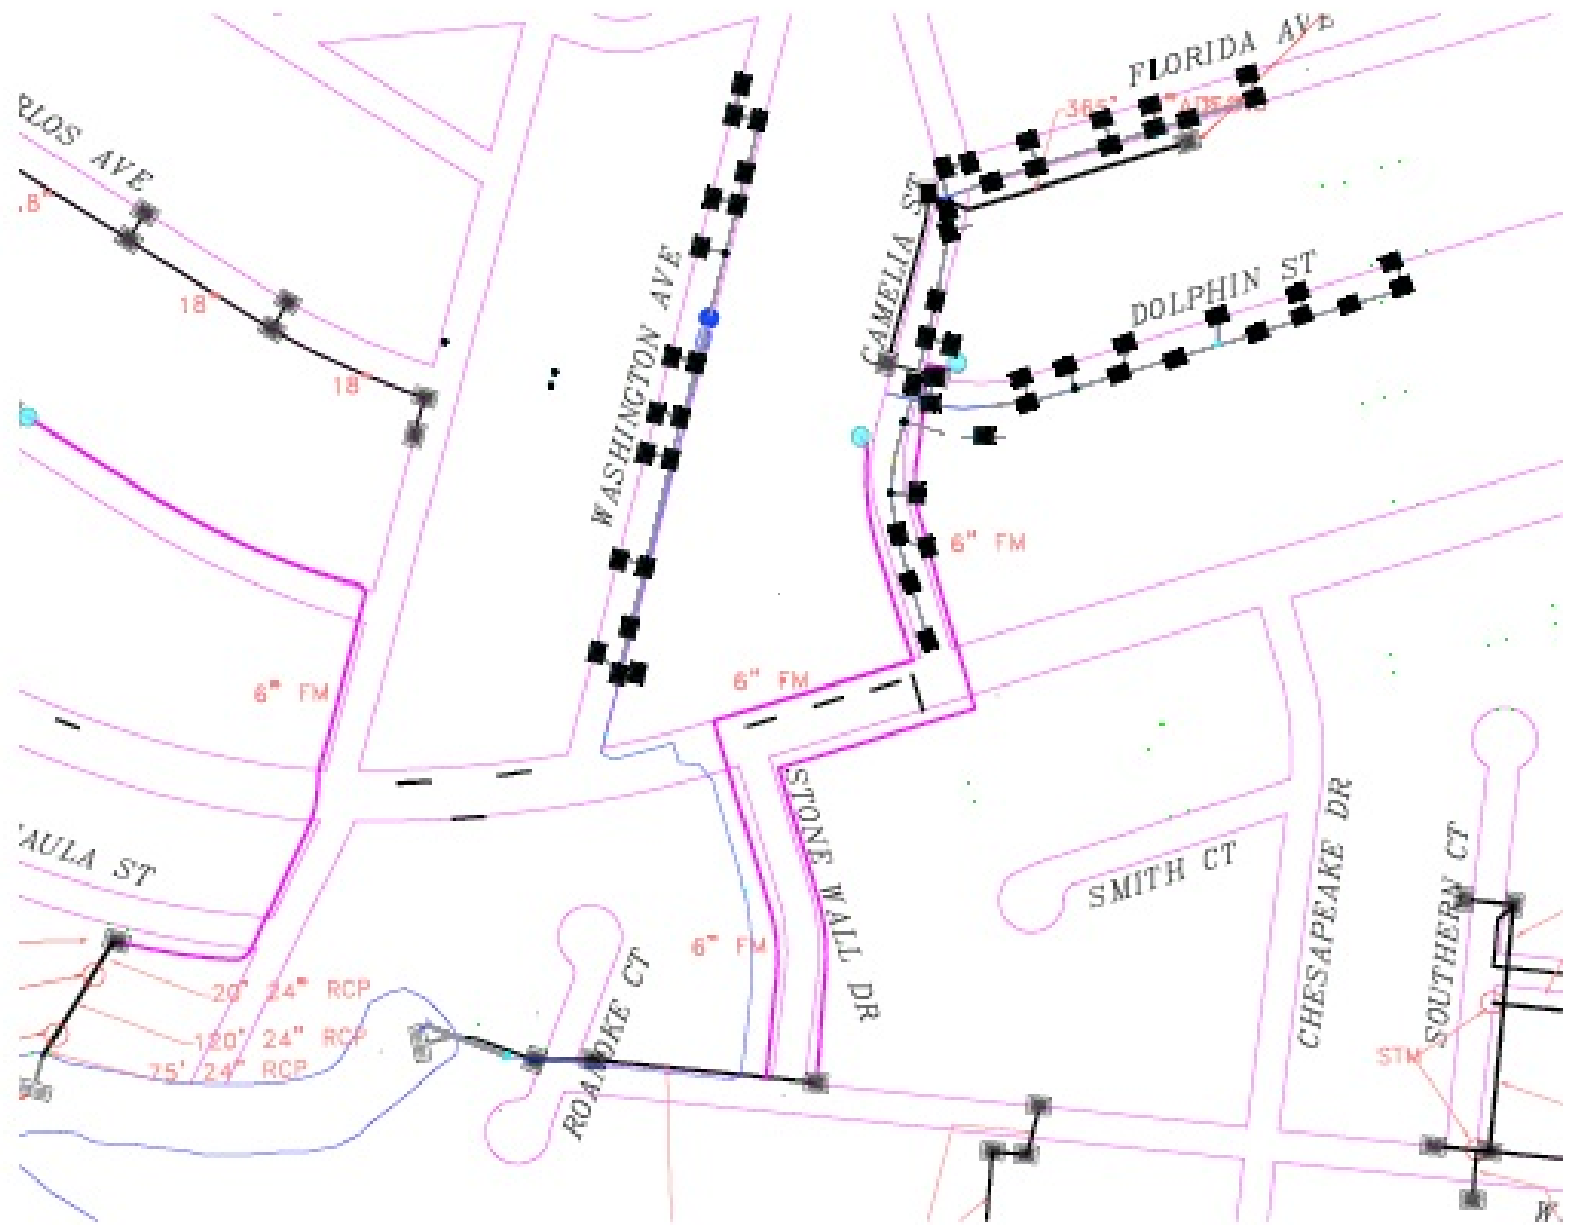 FLORIDA AVE
RLOS AVE
18"
18"
CAMELIA ST
WASHINGTON AVE
DOLPHIN ST
6" FM
6" FM
6" FM
STONE WALL DR
AULA ST
SMITH CT
CHESAPEAKE DR
SOUTHERN CT
6" FM
20' 24" RCP
120' 24" RCP
75' 24" RCP
ROANOKE CT
STM